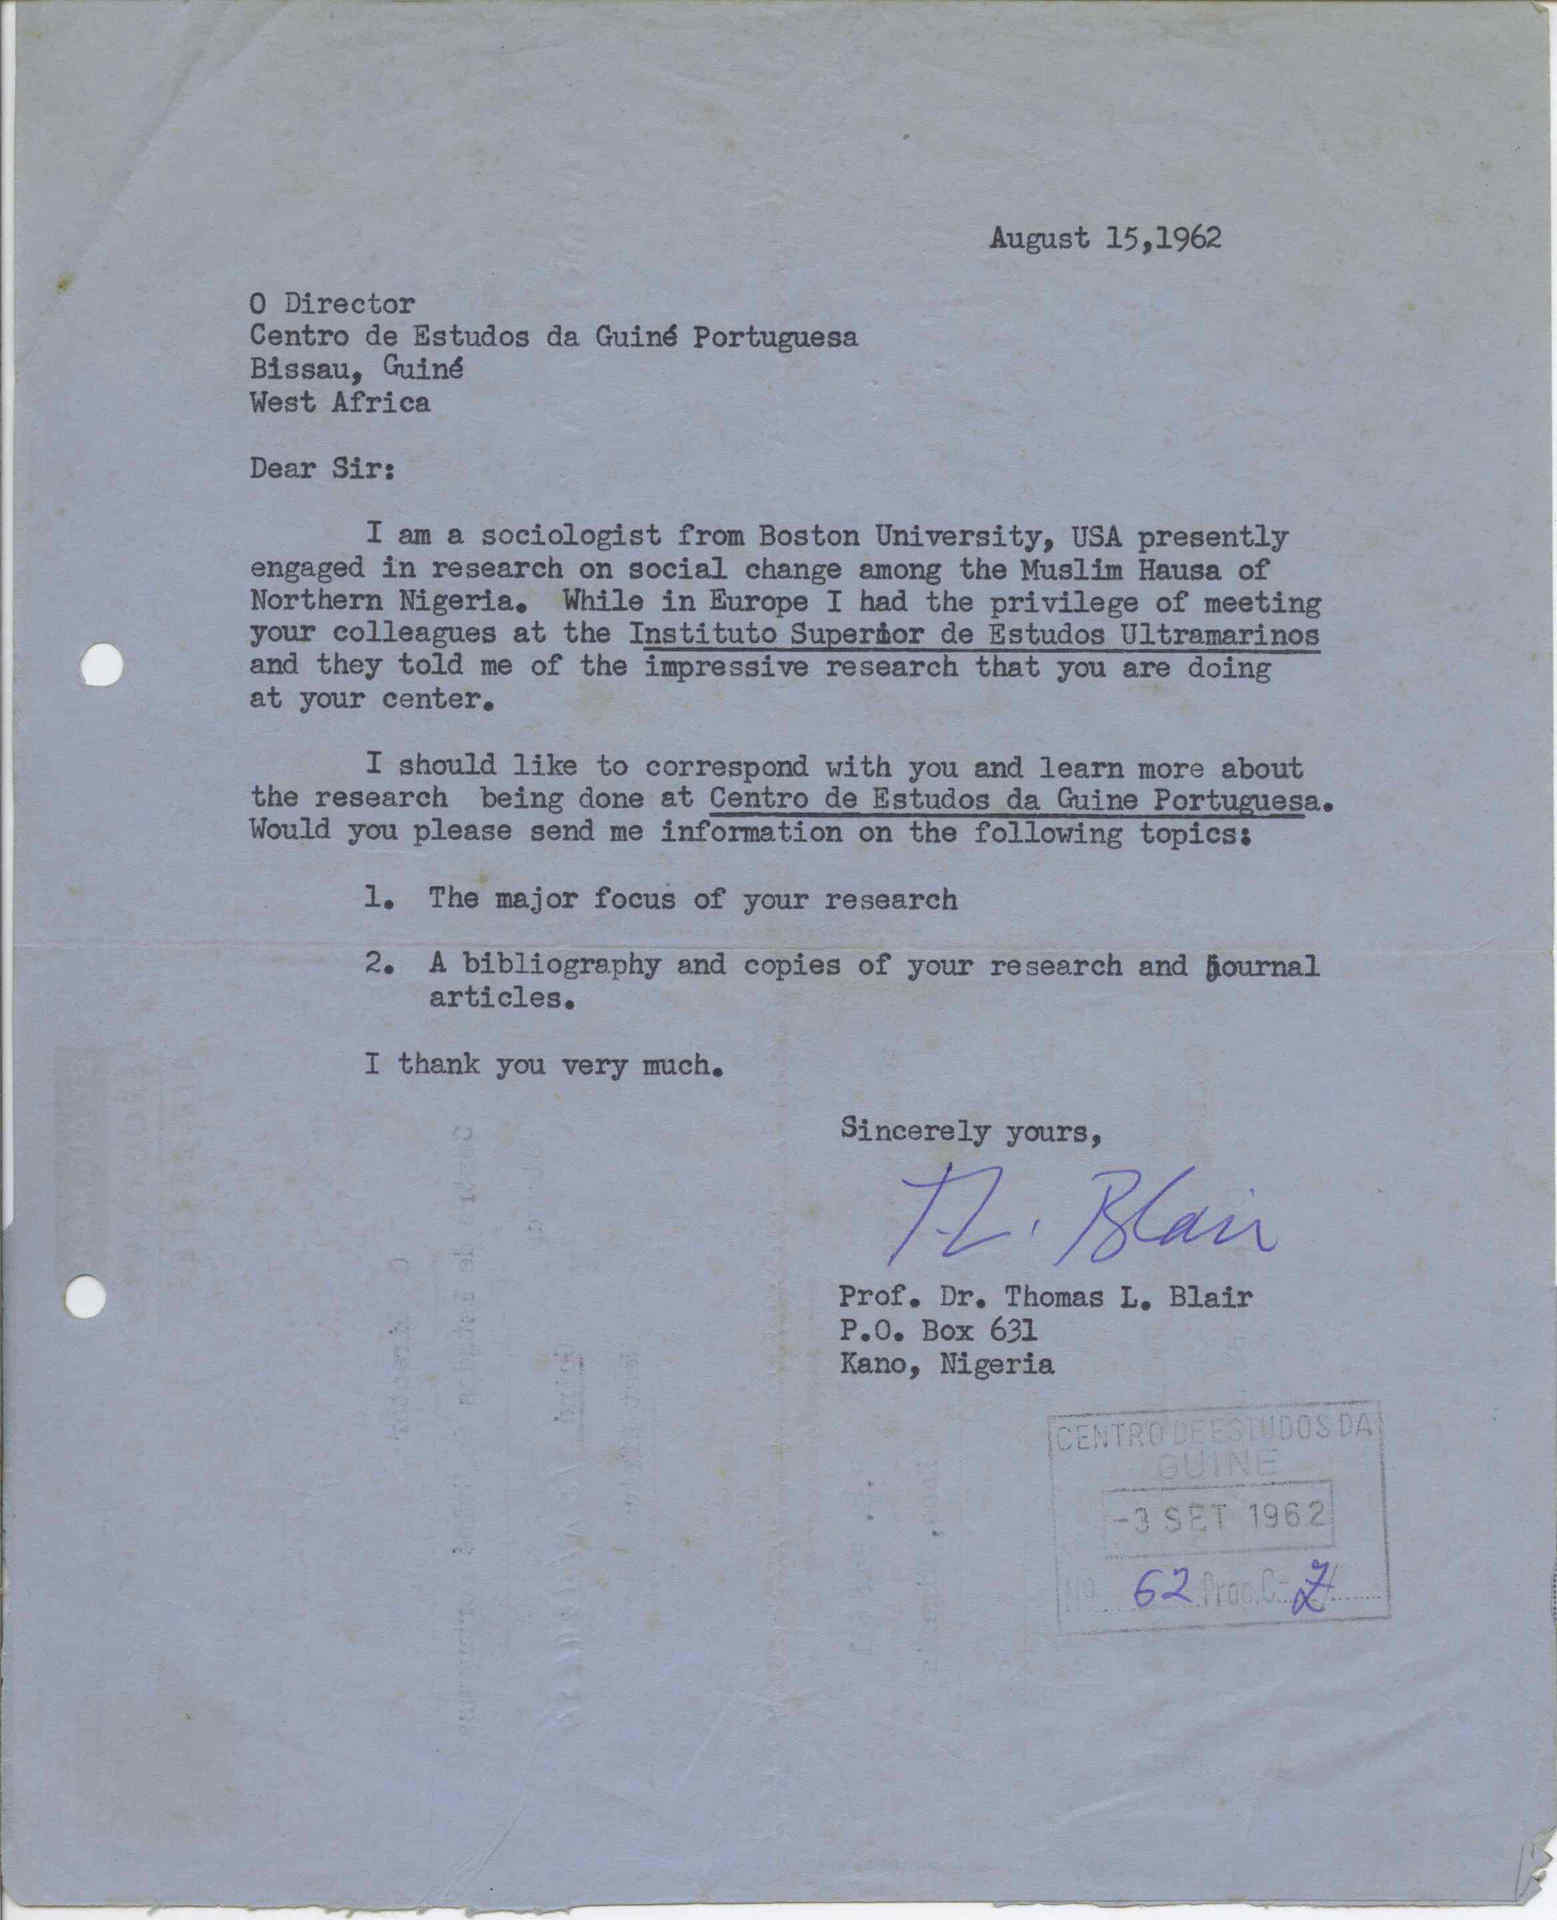 August 15,1962
O Director
Centro de Estudos da Guiné Portuguesa
Bissau, Guiné
West Africa
Dear Sir:
I am a sociologist from Boston University, USA presently
engaged in research on social change among the Muslim Hausa of
Northern Nigeria. While in Europe I had the privilege of meeting
your colleagues at the Instituto Superior de Estudos Ultramarinos
and they told me of the impressive research that you are doing
at your center.
I should like to correspond with you and learn more about
the research being done at Centro de Estudos da Guine Portuguesa.
Would you please send me information on the following topics:
1. The major focus of your research
2. A bibliography and copies of your research and journal
articles.
I thank you very much.
Sincerely yours,
T.L. Blair
Prof. Dr. Thomas L. Blair
P.O. Box 631
Kano, Nigeria
CENTRO DE ESTUDOS DA
GUINÉ
-3 SET 1962
Nº 62 Proc. C-